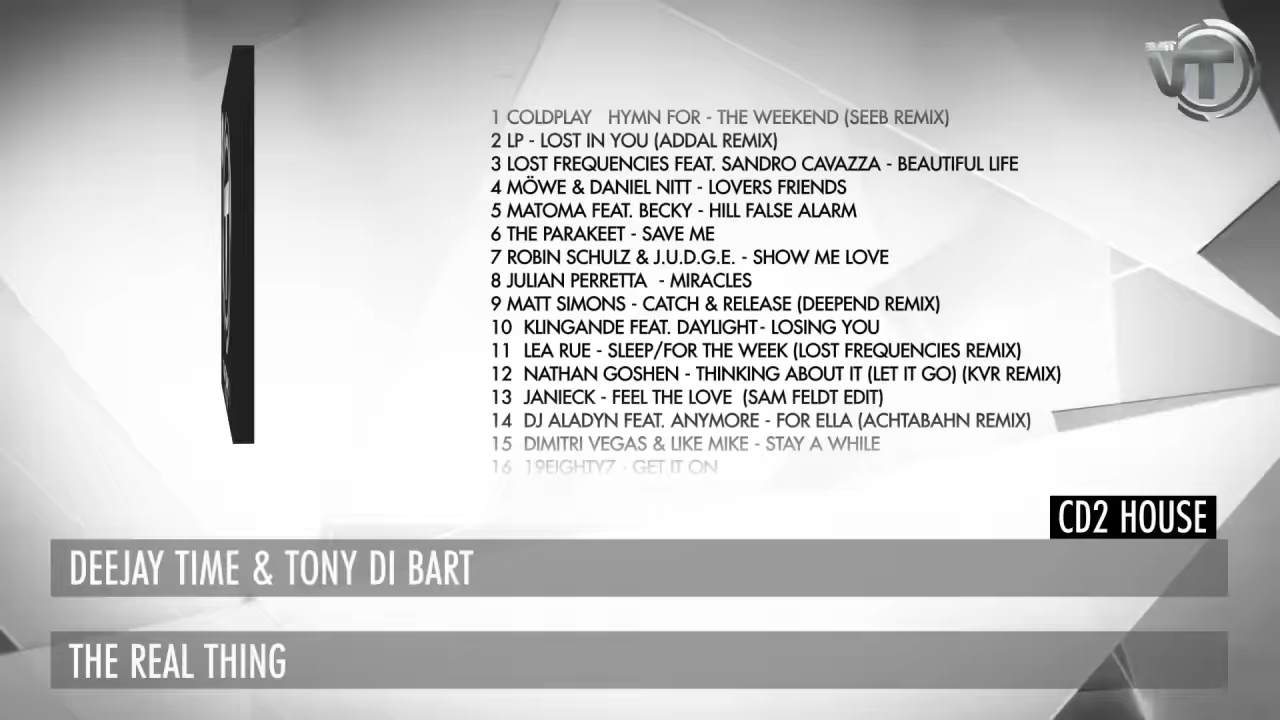 VT
1 COLDPLAY   HYMN FOR - THE WEEKEND (SEEB REMIX)
2 LP - LOST IN YOU (ADDAL REMIX)
3 LOST FREQUENCIES FEAT. SANDRO CAVAZZA - BEAUTIFUL LIFE
4 MÖWE & DANIEL NITT - LOVERS FRIENDS
5 MATOMA FEAT. BECKY - HILL FALSE ALARM
6 THE PARAKEET - SAVE ME
7 ROBIN SCHULZ & J.U.D.G.E. - SHOW ME LOVE
8 JULIAN PERRETTA  - MIRACLES
9 MATT SIMONS - CATCH & RELEASE (DEEPEND REMIX)
10  KLINGANDE FEAT. DAYLIGHT - LOSING YOU
11  LEA RUE - SLEEP/FOR THE WEEK (LOST FREQUENCIES REMIX)
12  NATHAN GOSHEN - THINKING ABOUT IT (LET IT GO) (KVR REMIX)
13  JANIECK - FEEL THE LOVE  (SAM FELDT EDIT)
14  DJ ALADYN FEAT. ANYMORE - FOR ELLA (ACHTABAHN REMIX)
15  DIMITRI VEGAS & LIKE MIKE - STAY A WHILE
16  19EIGHTY7 - GET IT ON
CD2 HOUSE
DEEJAY TIME & TONY DI BART
THE REAL THING